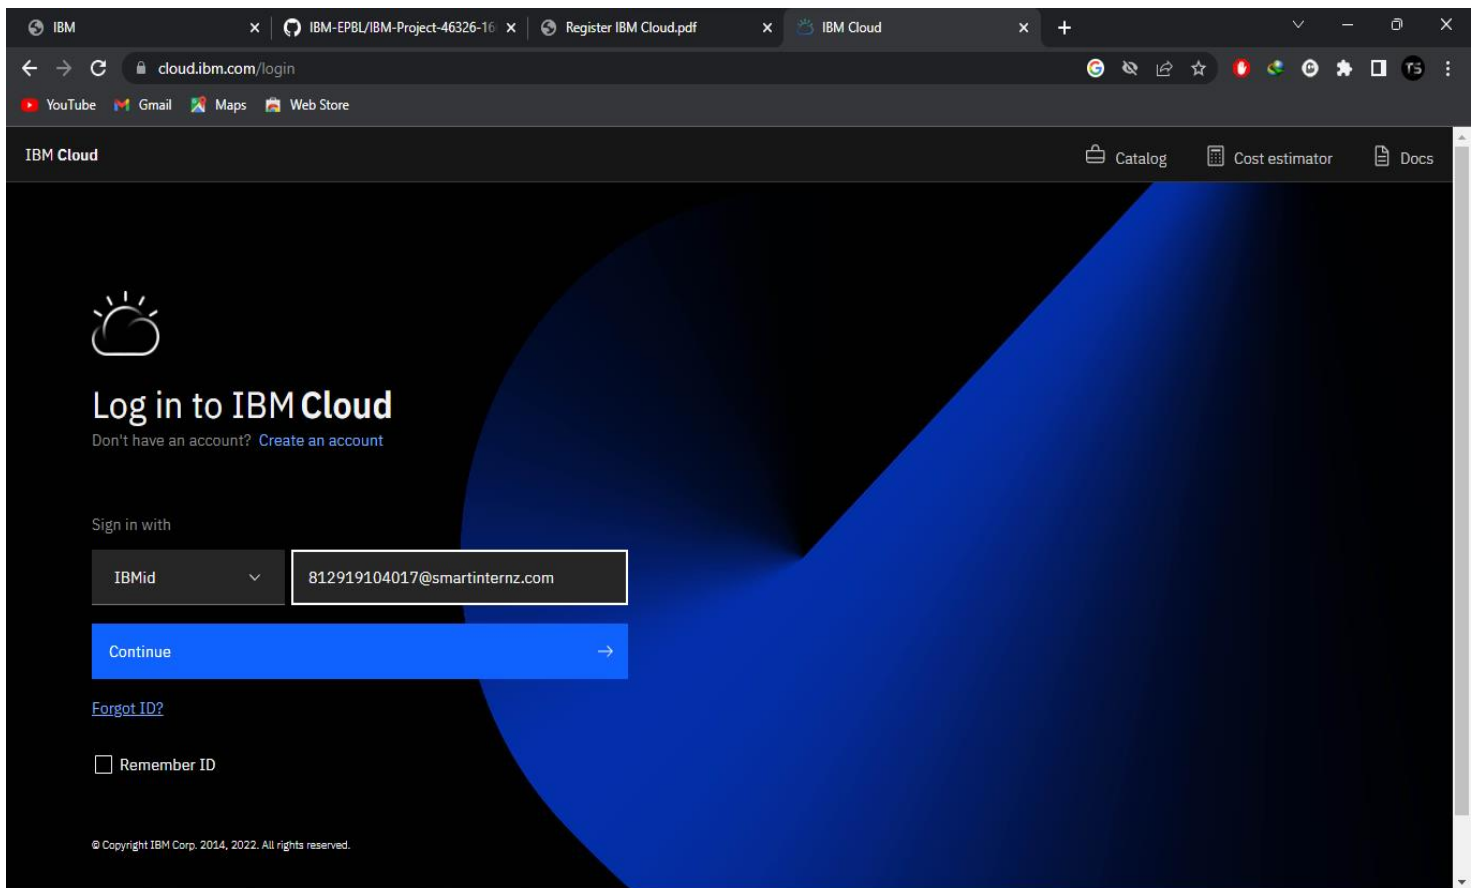 IBM
IBM-EPBL/IBM-Project-46326-16
Register IBM Cloud.pdf
IBM Cloud
cloud.ibm.com/login
TS
YouTube
Gmail
Maps
Web Store
IBM Cloud
Catalog
Cost estimator
Docs
Log in to IBM Cloud
Don't have an account? Create an account
Sign in with
IBMid
812919104017@smartinternz.com
Continue
Forgot ID?
Remember ID
© Copyright IBM Corp. 2014, 2022. All rights reserved.